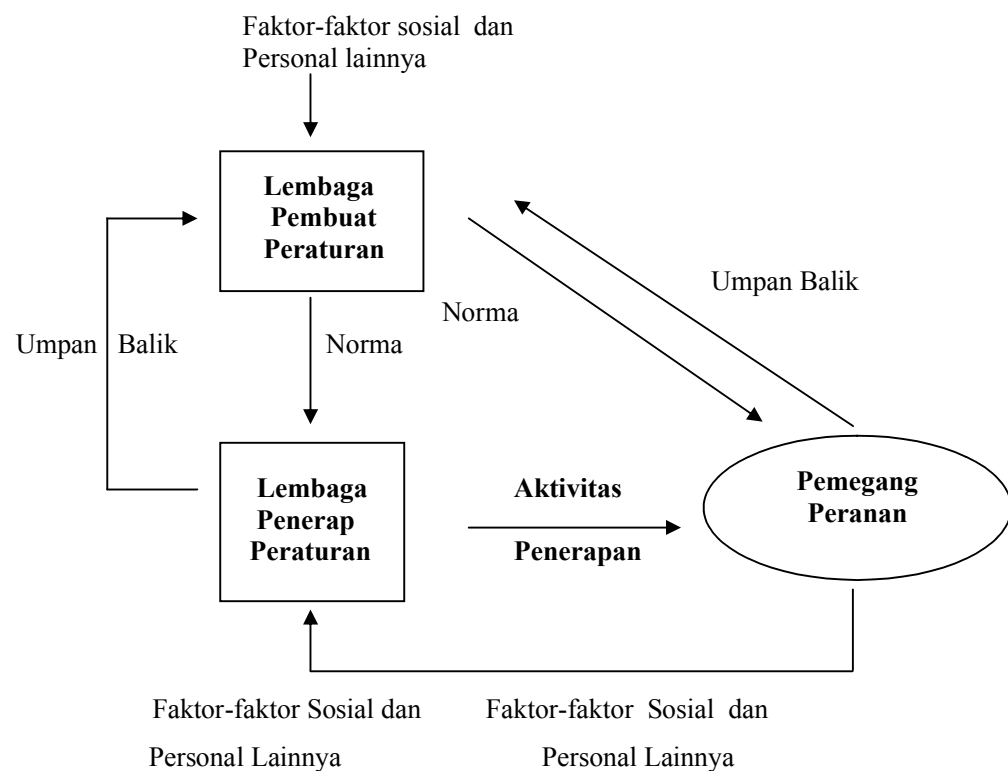 Faktor-faktor sosial dan
Personal lainnya
Lembaga
Pembuat
Peraturan
Umpan Balik
Norma
Umpan Balik
Norma
Lembaga
Penerap
Peraturan
Aktivitas
Penerapan
Pemegang
Peranan
Faktor-faktor Sosial dan
Personal Lainnya
Faktor-faktor Sosial dan
Personal Lainnya